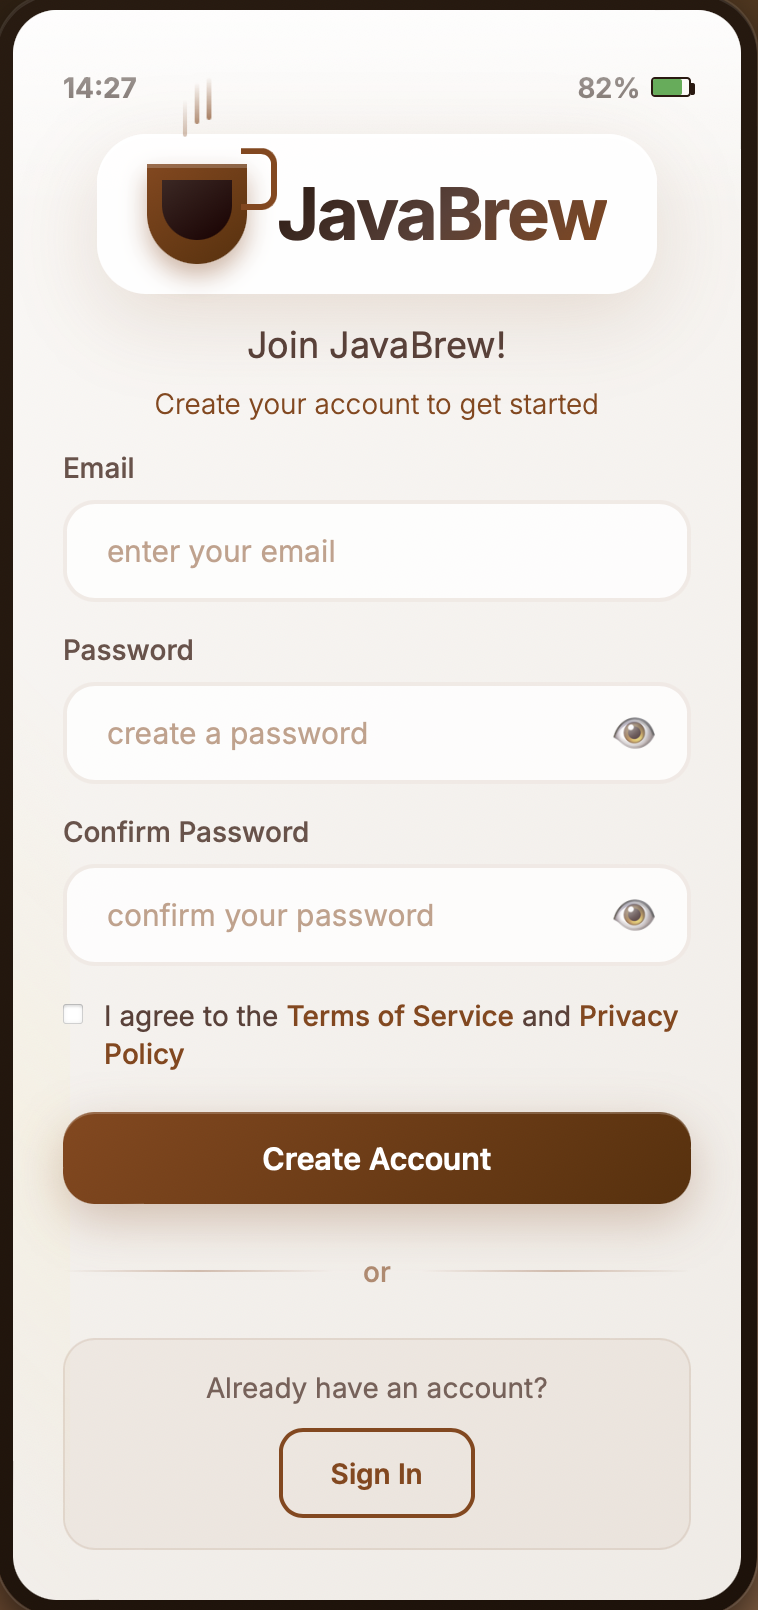 14:27 82%
JavaBrew
Join JavaBrew!
Create your account to get started
Email
enter your email
Password
create a password
Confirm Password
confirm your password
I agree to the Terms of Service and Privacy
Policy
Create Account
or
Already have an account?
Sign In